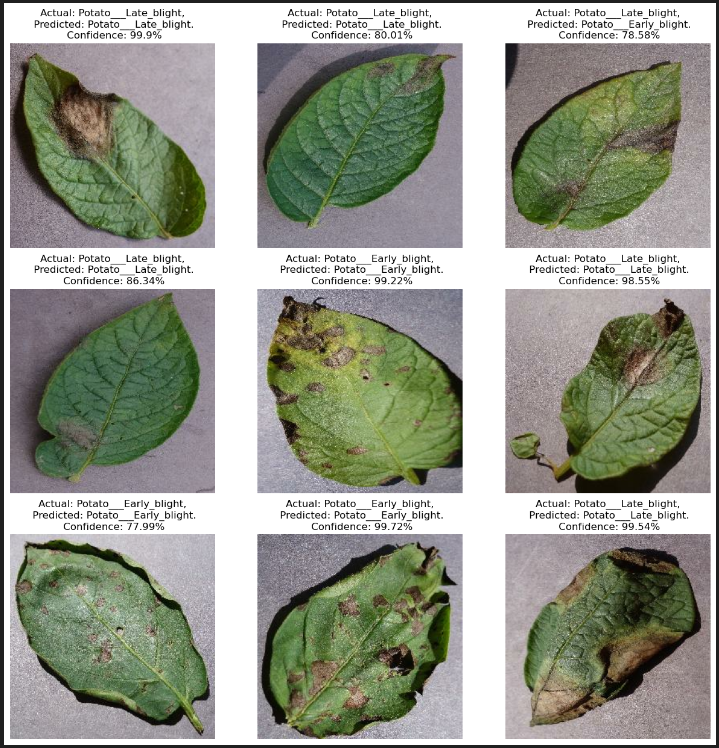 Actual: Potato___Late_blight,
Predicted: Potato___Late_blight.
Confidence: 99.9%
Actual: Potato___Late_blight,
Predicted: Potato___Late_blight.
Confidence: 80.01%
Actual: Potato___Late_blight,
Predicted: Potato___Early_blight.
Confidence: 78.58%
Actual: Potato___Late_blight,
Predicted: Potato___Late_blight.
Confidence: 86.34%
Actual: Potato___Early_blight,
Predicted: Potato___Early_blight.
Confidence: 99.22%
Actual: Potato___Late_blight,
Predicted: Potato___Late_blight.
Confidence: 98.55%
Actual: Potato___Early_blight,
Predicted: Potato___Early_blight.
Confidence: 77.99%
Actual: Potato___Early_blight,
Predicted: Potato___Early_blight.
Confidence: 99.72%
Actual: Potato___Late_blight,
Predicted: Potato___Late_blight.
Confidence: 99.54%